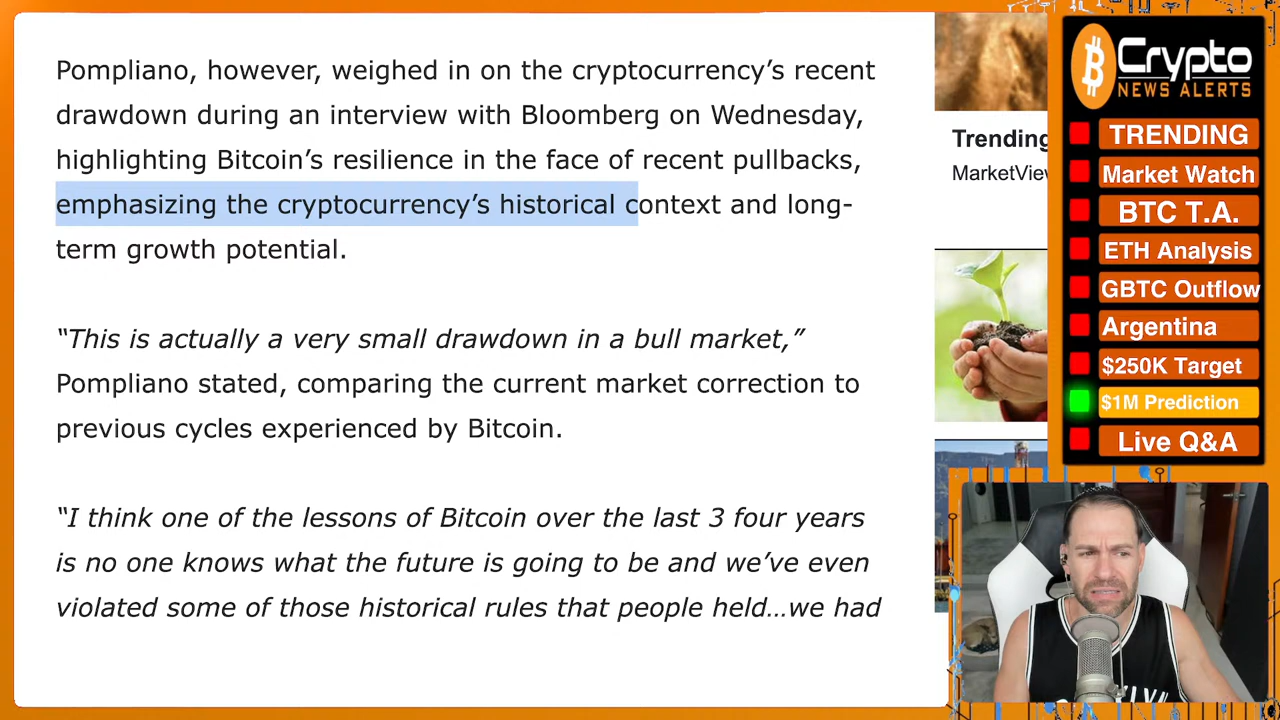 Pompliano, however, weighed in on the cryptocurrency’s recent
drawdown during an interview with Bloomberg on Wednesday,
highlighting Bitcoin’s resilience in the face of recent pullbacks,
emphasizing the cryptocurrency’s historical context and long-
term growth potential.
“This is actually a very small drawdown in a bull market,”
Pompliano stated, comparing the current market correction to
previous cycles experienced by Bitcoin.
“I think one of the lessons of Bitcoin over the last 3 four years
is no one knows what the future is going to be and we’ve even
violated some of those historical rules that people held…we had
Trending
MarketView
Crypto
NEWS ALERTS
TRENDING
Market Watch
BTC T.A.
ETH Analysis
GBTC Outflow
Argentina
$250K Target
$1M Prediction
Live Q&A